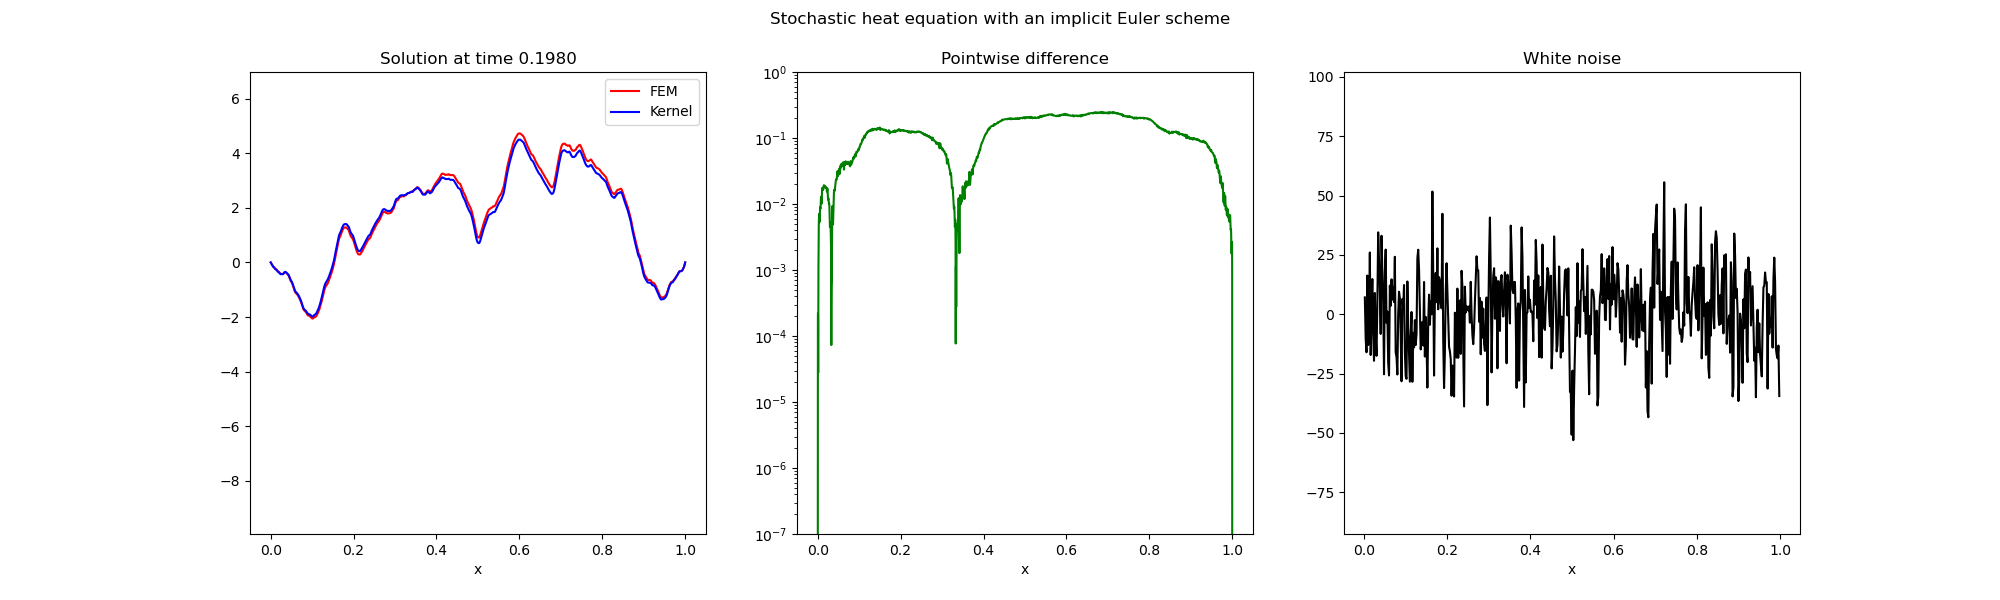 Stochastic heat equation with an implicit Euler scheme
Solution at time 0.1980
FEM
Kernel
6
4
2
0
−2
−4
−6
−8
0.0 0.2 0.4 0.6 0.8 1.0
x
Pointwise difference
10⁰
10⁻¹
10⁻²
10⁻³
10⁻⁴
10⁻⁵
10⁻⁶
10⁻⁷
0.0 0.2 0.4 0.6 0.8 1.0
x
White noise
100
75
50
25
0
−25
−50
−75
0.0 0.2 0.4 0.6 0.8 1.0
x